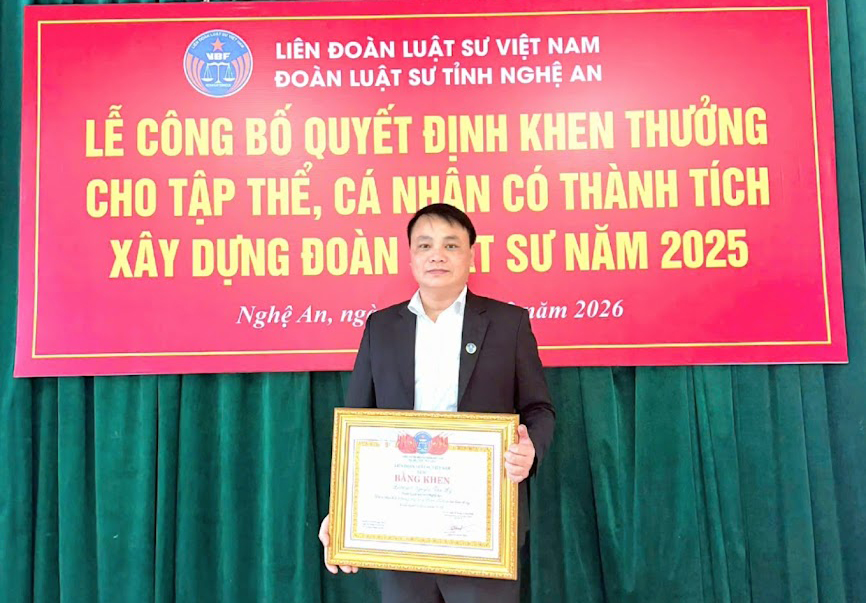 VBF
LIÊN ĐOÀN LUẬT SƯ VIỆT NAM
ĐOÀN LUẬT SƯ TỈNH NGHỆ AN
LỄ CÔNG BỐ QUYẾT ĐỊNH KHEN THƯỞNG
CHO TẬP THỂ, CÁ NHÂN CÓ THÀNH TÍCH
XÂY DỰNG ĐOÀN ẬT SƯ NĂM 2025
Nghệ An, ngày năm 2026
BẰNG KHEN